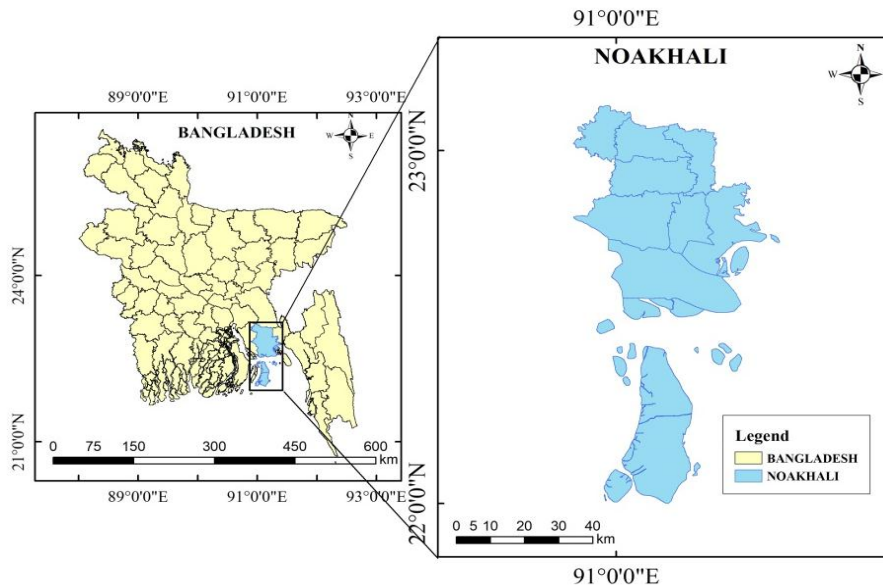 91°0'0"E
NOAKHALI
N
W
S
23°0'0"N
22°0'0"N
Legend
BANGLADESH
NOAKHALI
0 5 10 20 30 40
km
91°0'0"E
89°0'0"E 91°0'0"E 93°0'0"E
BANGLADESH
N
W E
S
24°0'0"N
21°0'0"N
0 75 150 300 450 600
km
89°0'0"E 91°0'0"E 93°0'0"E